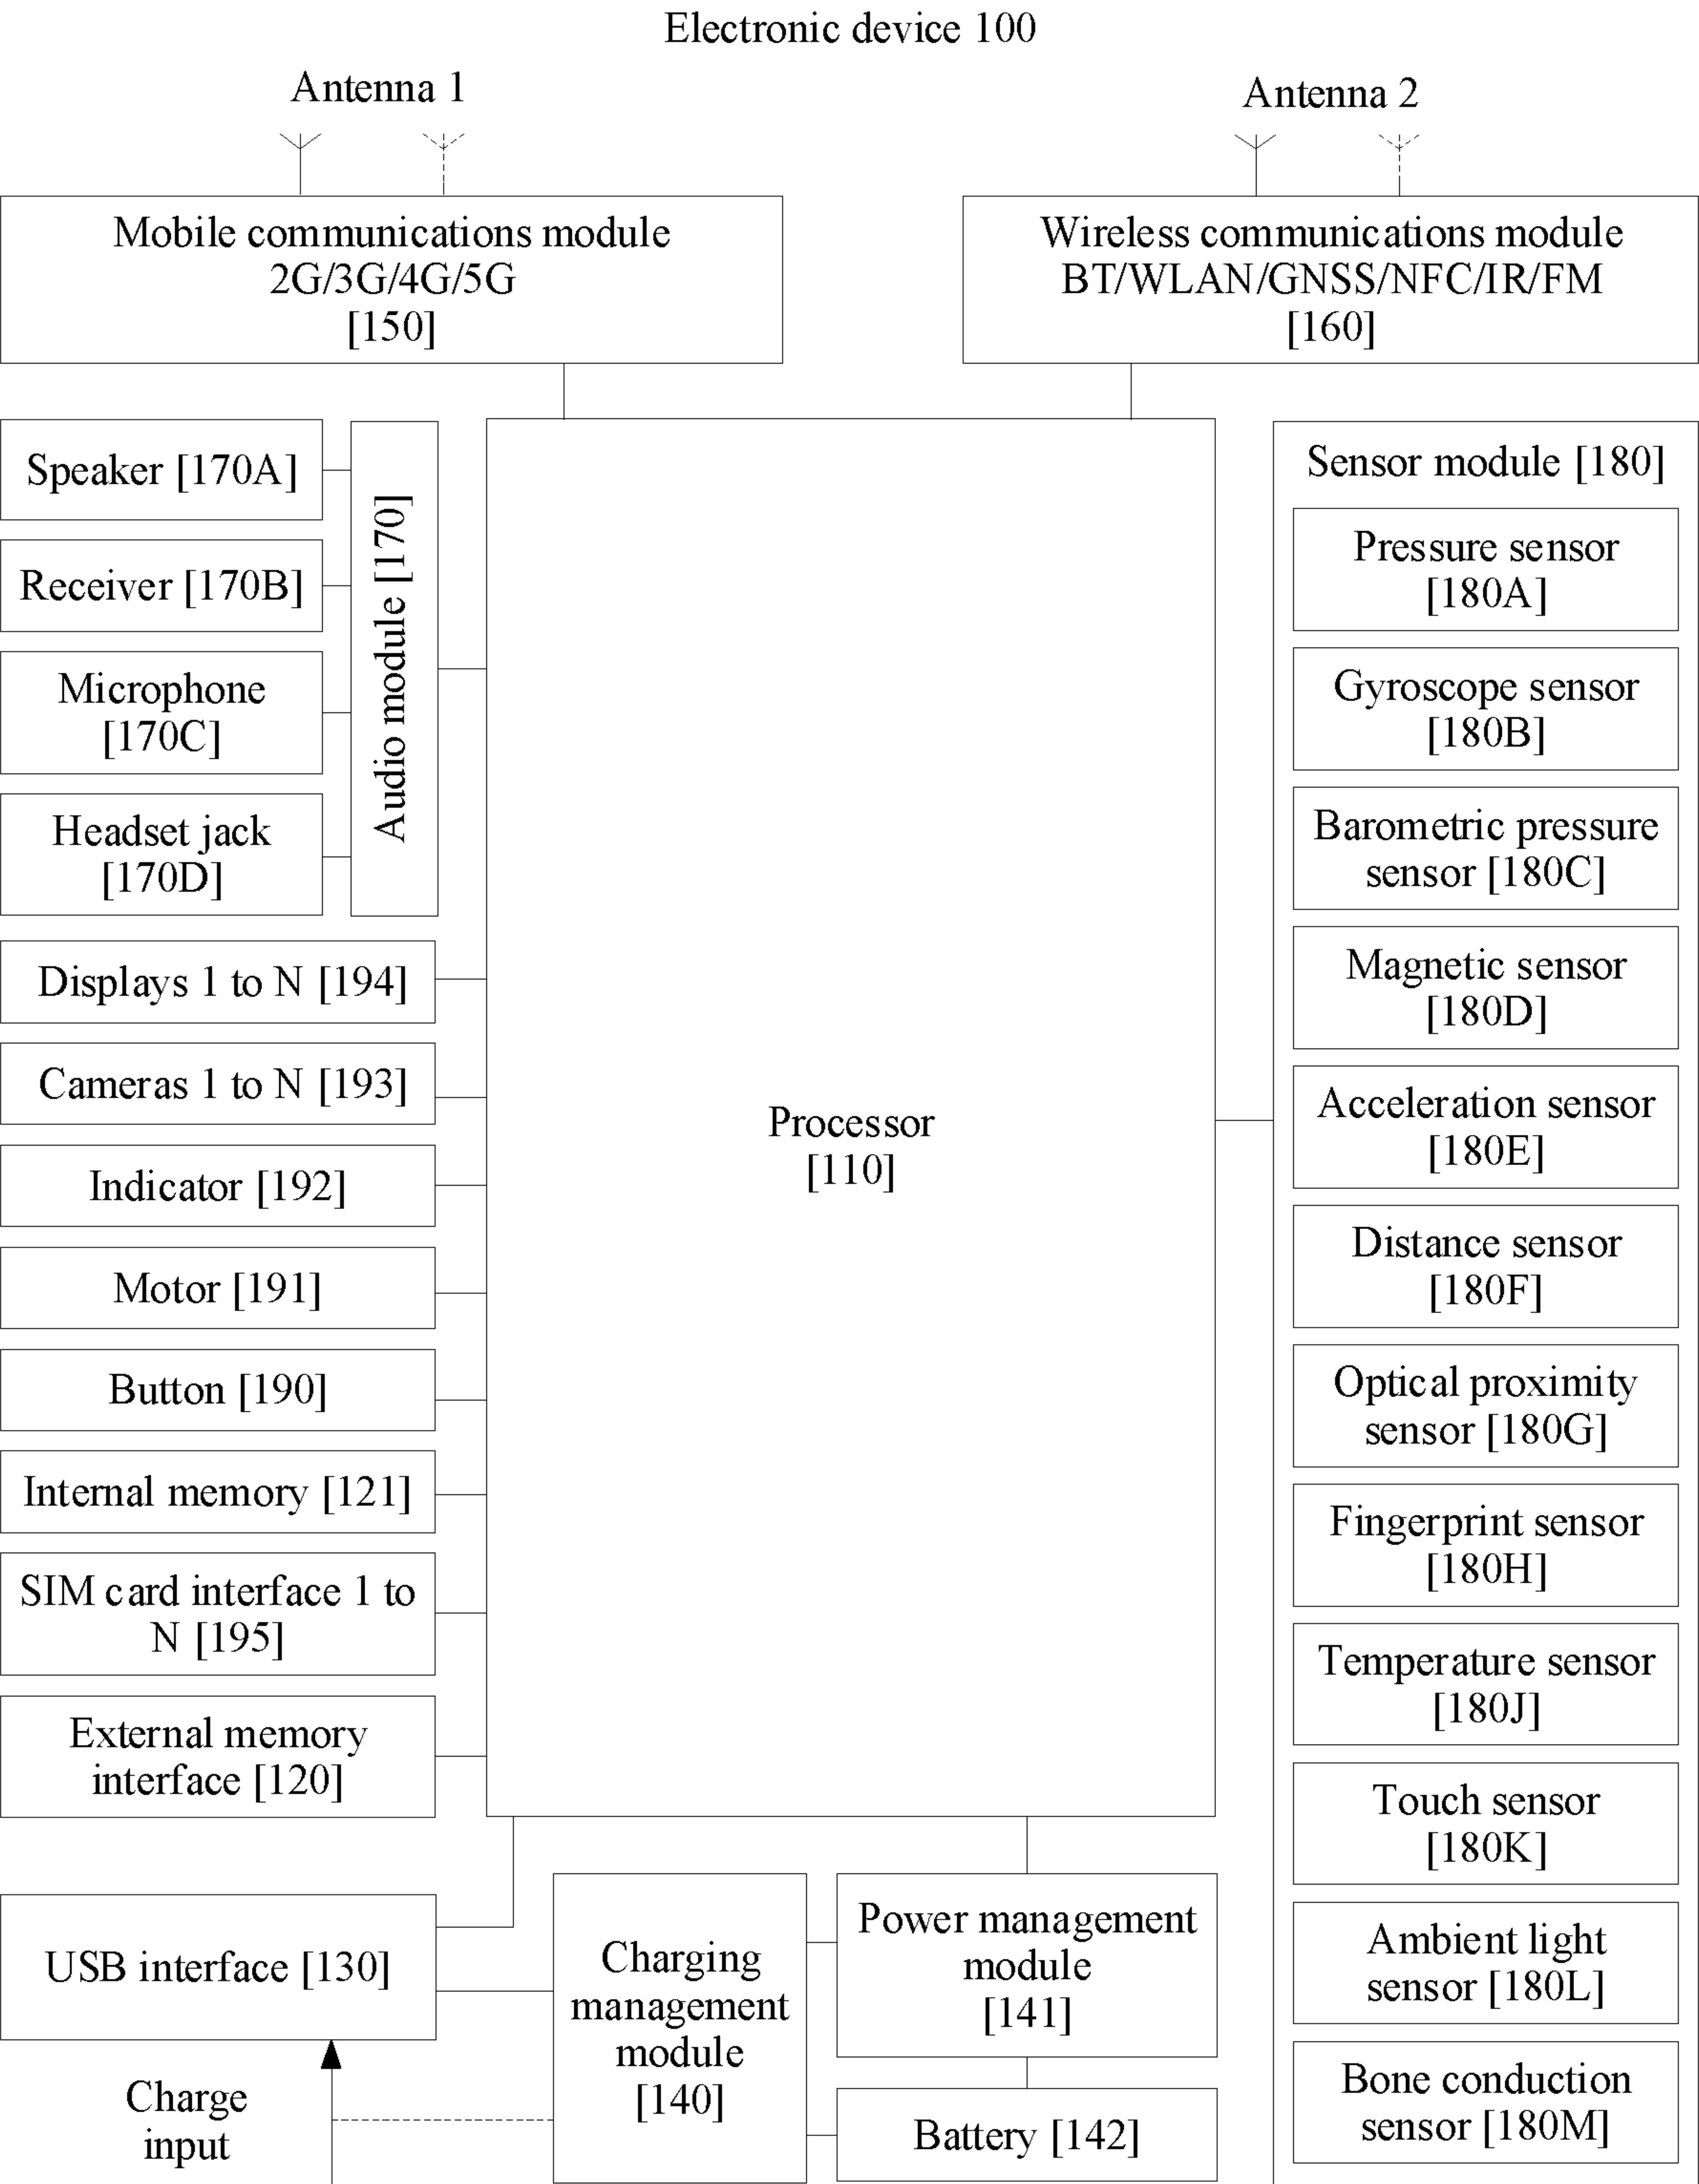 Electronic device 100
Antenna 1
Antenna 2
Mobile communications module
2G/3G/4G/5G
[150]
Wireless communications module
BT/WLAN/GNSS/NFC/IR/FM
[160]
Speaker [170A]
Receiver [170B]
Microphone
[170C]
Headset jack
[170D]
Audio module [170]
Displays 1 to N [194]
Cameras 1 to N [193]
Indicator [192]
Motor [191]
Button [190]
Internal memory [121]
SIM card interface 1 to
N [195]
External memory
interface [120]
Processor
[110]
Sensor module [180]
Pressure sensor
[180A]
Gyroscope sensor
[180B]
Barometric pressure
sensor [180C]
Magnetic sensor
[180D]
Acceleration sensor
[180E]
Distance sensor
[180F]
Optical proximity
sensor [180G]
Fingerprint sensor
[180H]
Temperature sensor
[180J]
Touch sensor
[180K]
Ambient light
sensor [180L]
Bone conduction
sensor [180M]
USB interface [130]
Charge
input
Charging
management
module
[140]
Power management
module
[141]
Battery [142]